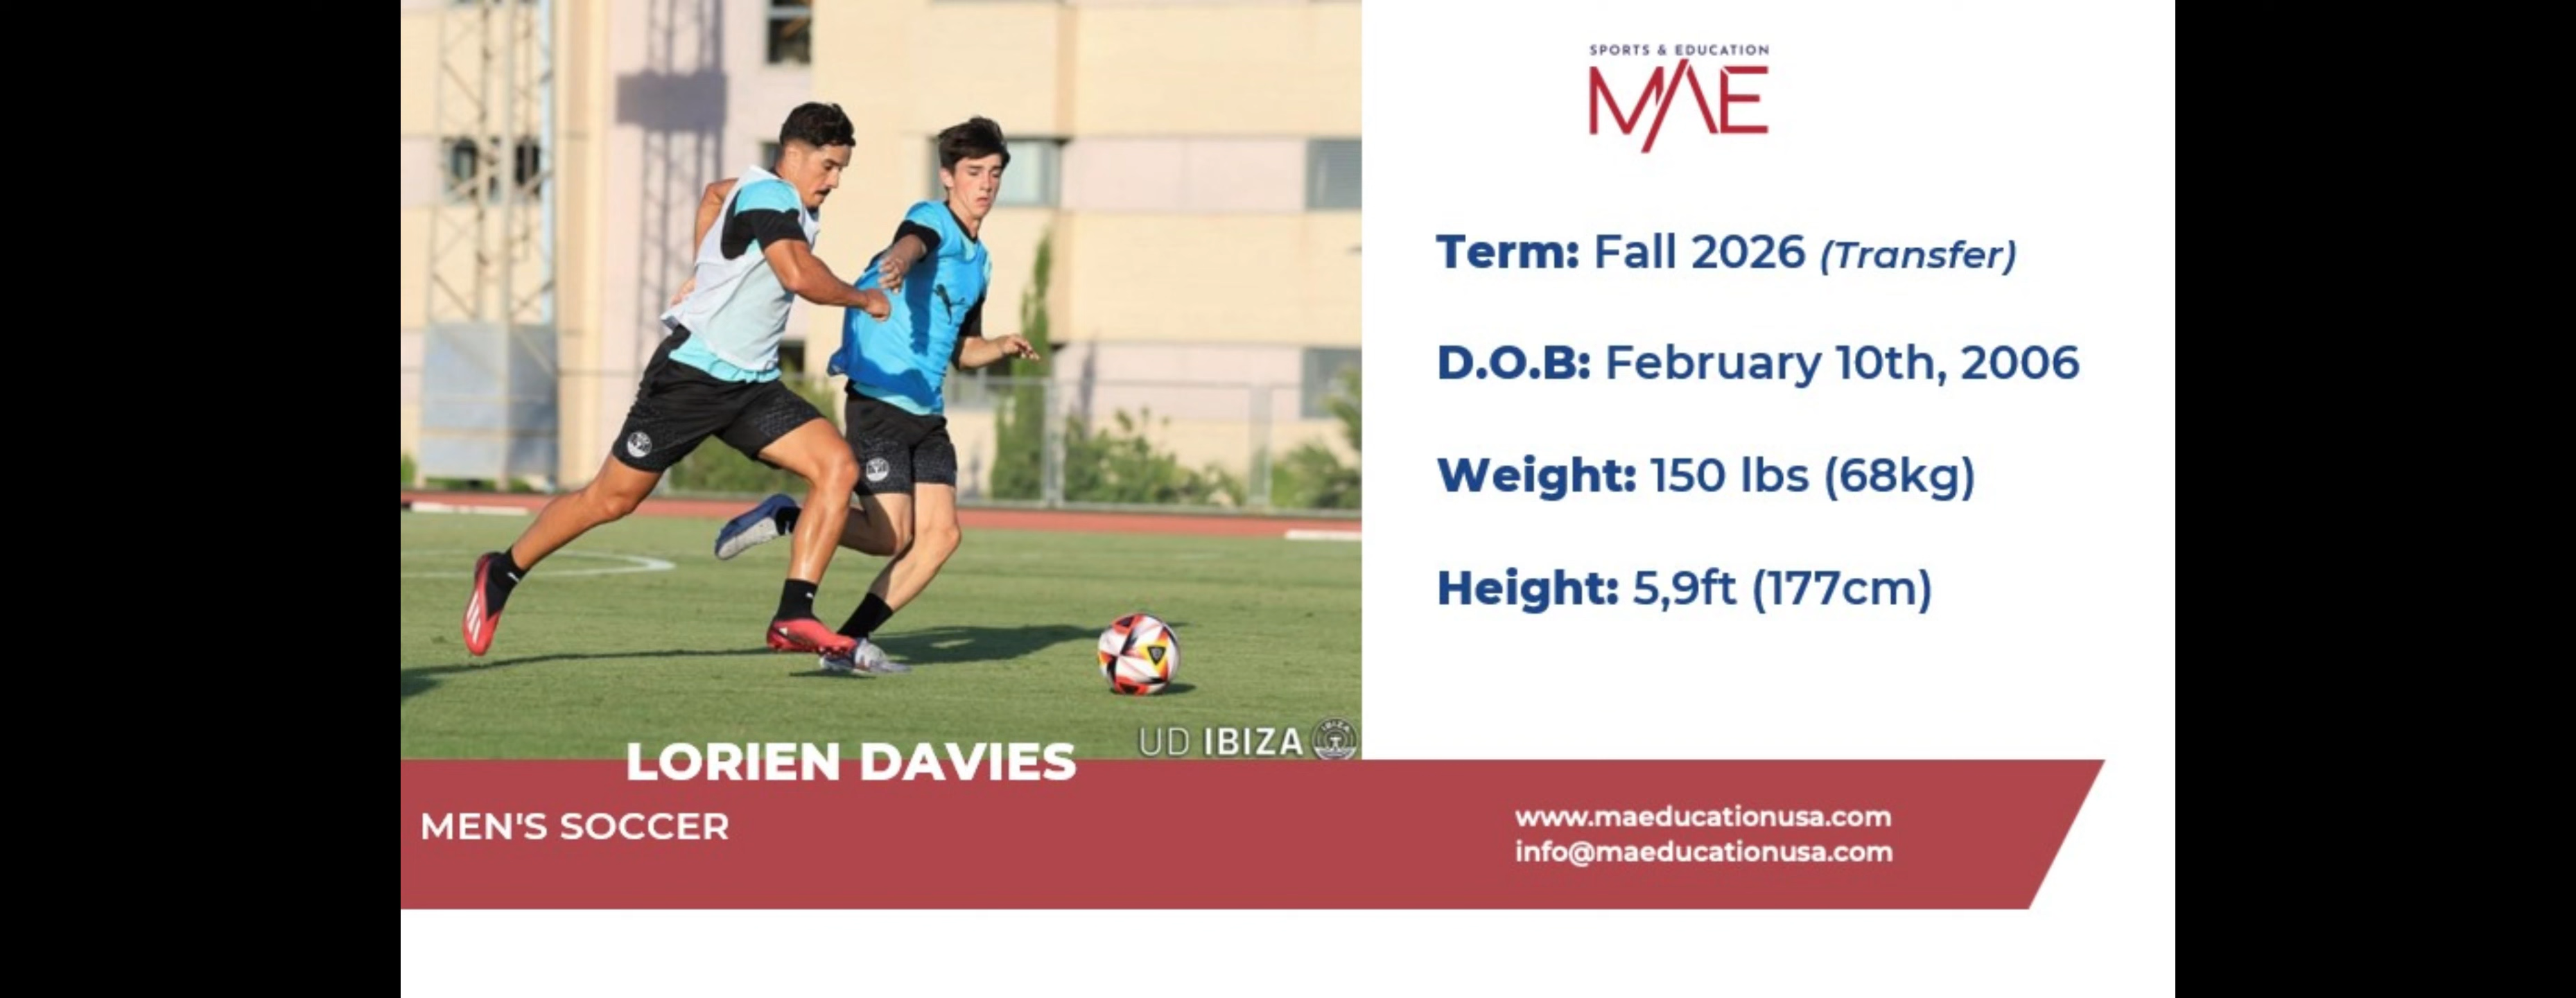 SPORTS & EDUCATION
MAE
Term: Fall 2026 (Transfer)
D.O.B: February 10th, 2006
Weight: 150 lbs (68kg)
Height: 5,9ft (177cm)
UD IBIZA
LORIEN DAVIES
MEN'S SOCCER
www.maeducationusa.com
info@maeducationusa.com